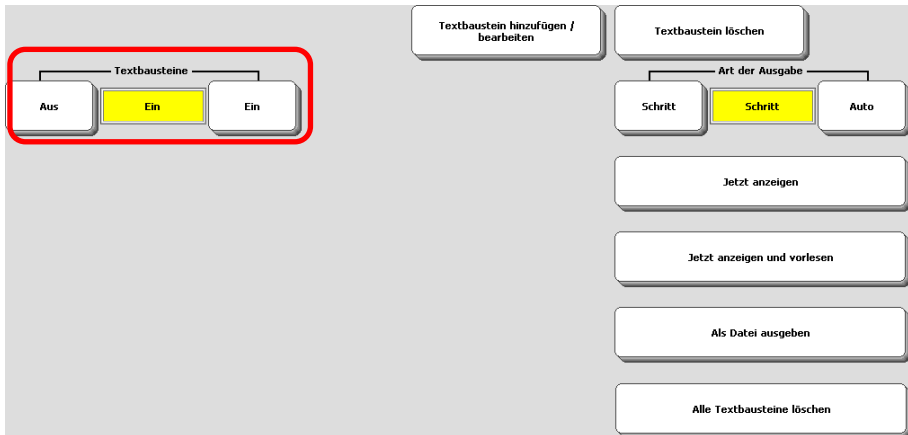 Textbaustein hinzufügen /
bearbeiten
Textbaustein löschen
Textbausteine
Aus
Ein
Ein
Art der Ausgabe
Schritt
Schritt
Auto
Jetzt anzeigen
Jetzt anzeigen und vorlesen
Als Datei ausgeben
Alle Textbausteine löschen